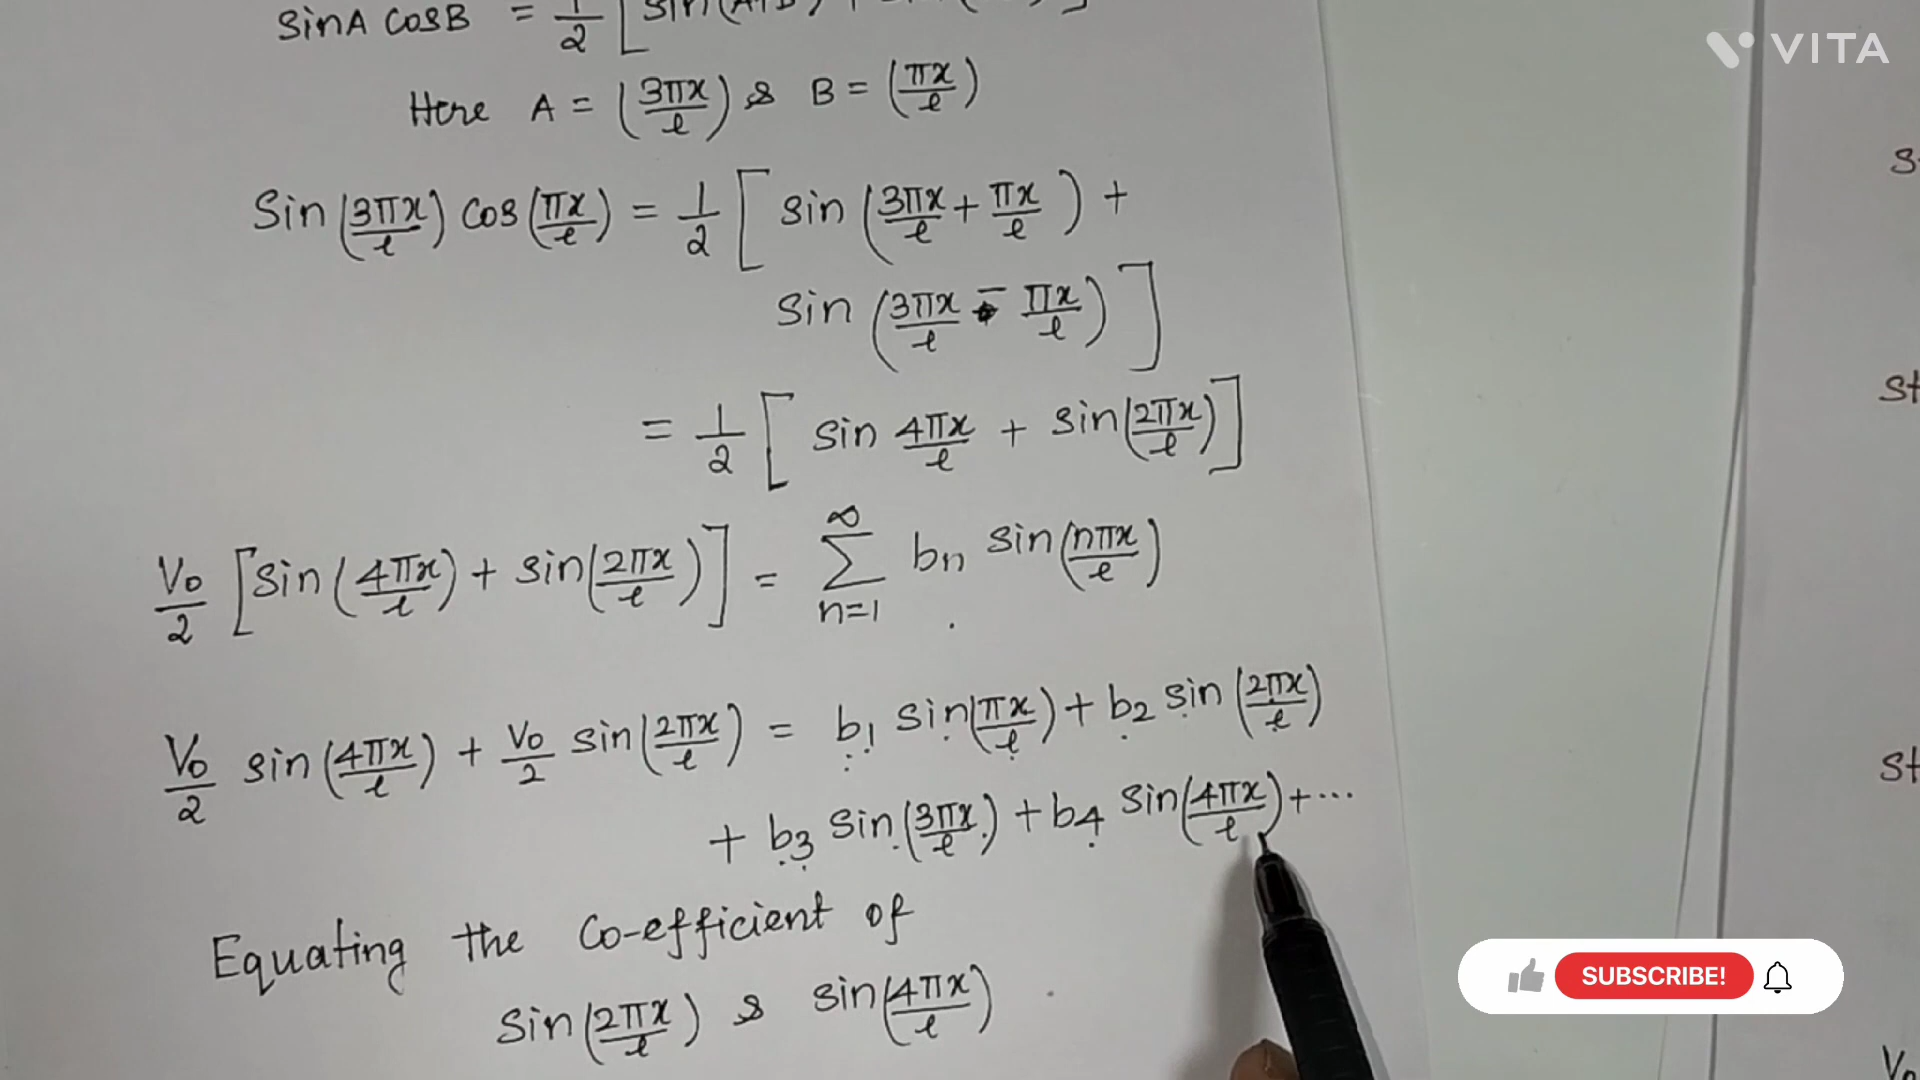 SinA CosB = 1/2 [
VITA
Here A = (3πx/l) & B = (πx/l)
Sin (3πx/l) cos (πx/l) = 1/2 [ sin (3πx/l + πx/l ) +
sin (3πx/l - πx/l) ]
= 1/2 [ sin 4πx/l + sin(2πx/l) ]
V0/2 [sin (4πx/l) + sin(2πx/l)] = ∞ ∑ n=1 bn sin(nπx/l)
V0/2 sin (4πx/l) + V0/2 sin (2πx/l) = b1 sin(πx/l) + b2 sin (2πx/l)
+ b3 sin (3πx/l) + b4 sin(4πx/l) + ...
Equating the Co-efficient of
SUBSCRIBE!
sin (2πx/l) & sin(4πx/l)